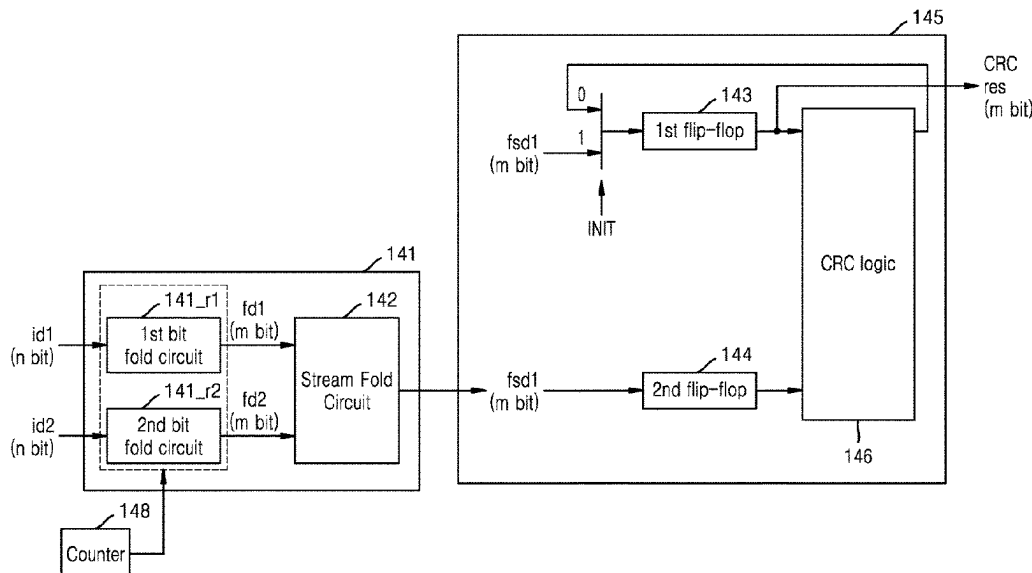 145
CRC
res
(m bit)
0
143
1st flip-flop
fsd1
(m bit)
1
INIT
CRC logic
141
141_r1
fd1
(m bit)
142
id1
(n bit)
1st bit
fold circuit
Stream Fold
Circuit
fsd1
(m bit)
144
2nd flip-flop
141_r2
fd2
(m bit)
id2
(n bit)
2nd bit
fold circuit
146
148
Counter